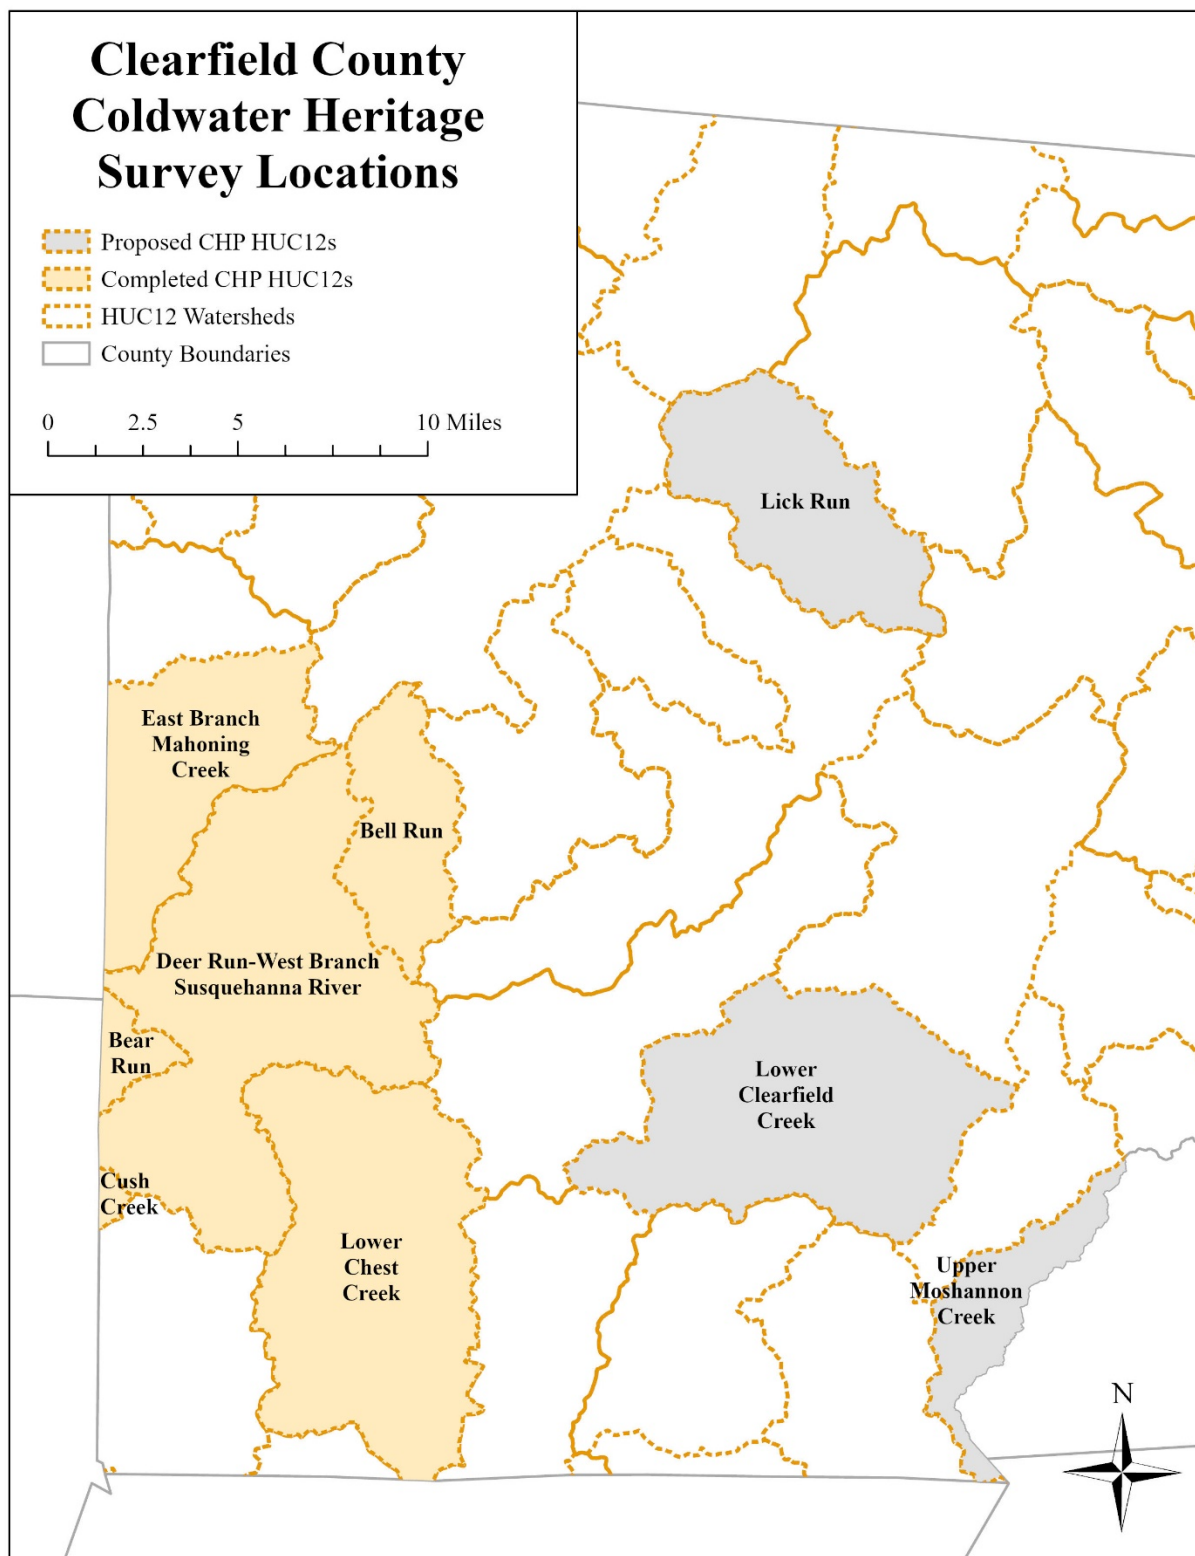 Clearfield County
Coldwater Heritage
Survey Locations
Proposed CHP HUC12s
Completed CHP HUC12s
HUC12 Watersheds
County Boundaries
0 2.5 5 10 Miles
Lick Run
East Branch
Mahoning
Creek
Bell Run
Deer Run-West Branch
Susquehanna River
Bear
Run
Lower
Clearfield
Creek
Cush
Creek
Lower
Chest
Creek
Upper
Moshannon
Creek
N